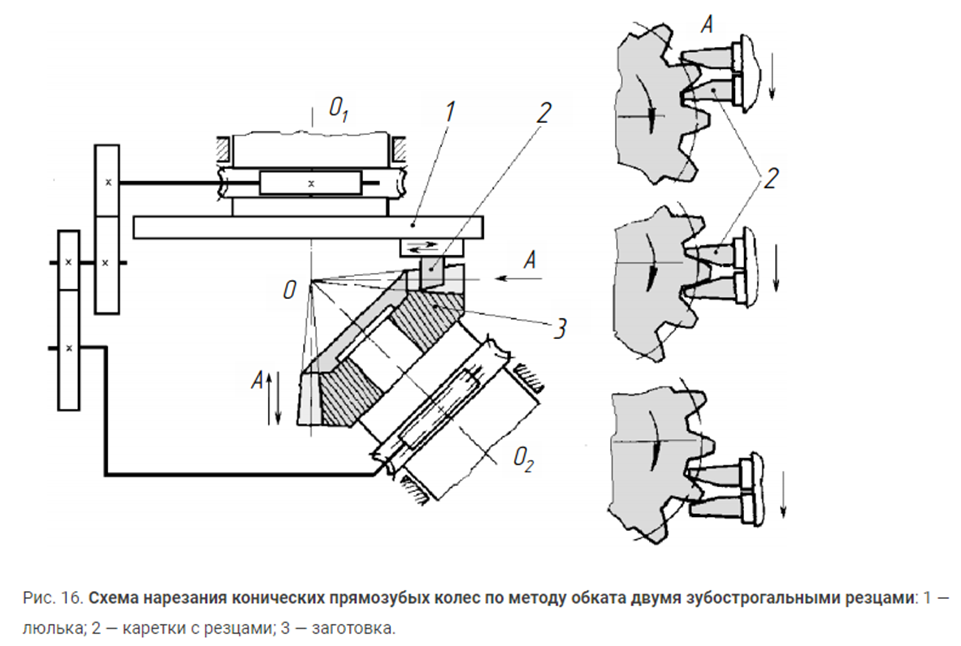 A
O₁
1
2
2
A
O
3
A
O₂
Рис. 16. Схема нарезания конических прямозубых колес по методу обката двумя зубострогальными резцами: 1 —
люлька; 2 — каретки с резцами; 3 — заготовка.